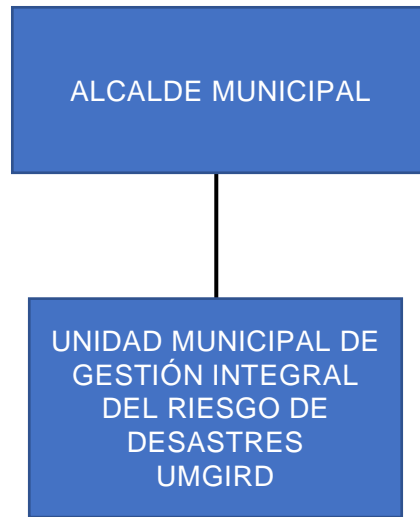 ALCALDE MUNICIPAL
UNIDAD MUNICIPAL DE
GESTIÓN INTEGRAL
DEL RIESGO DE
DESASTRES
UMGIRD